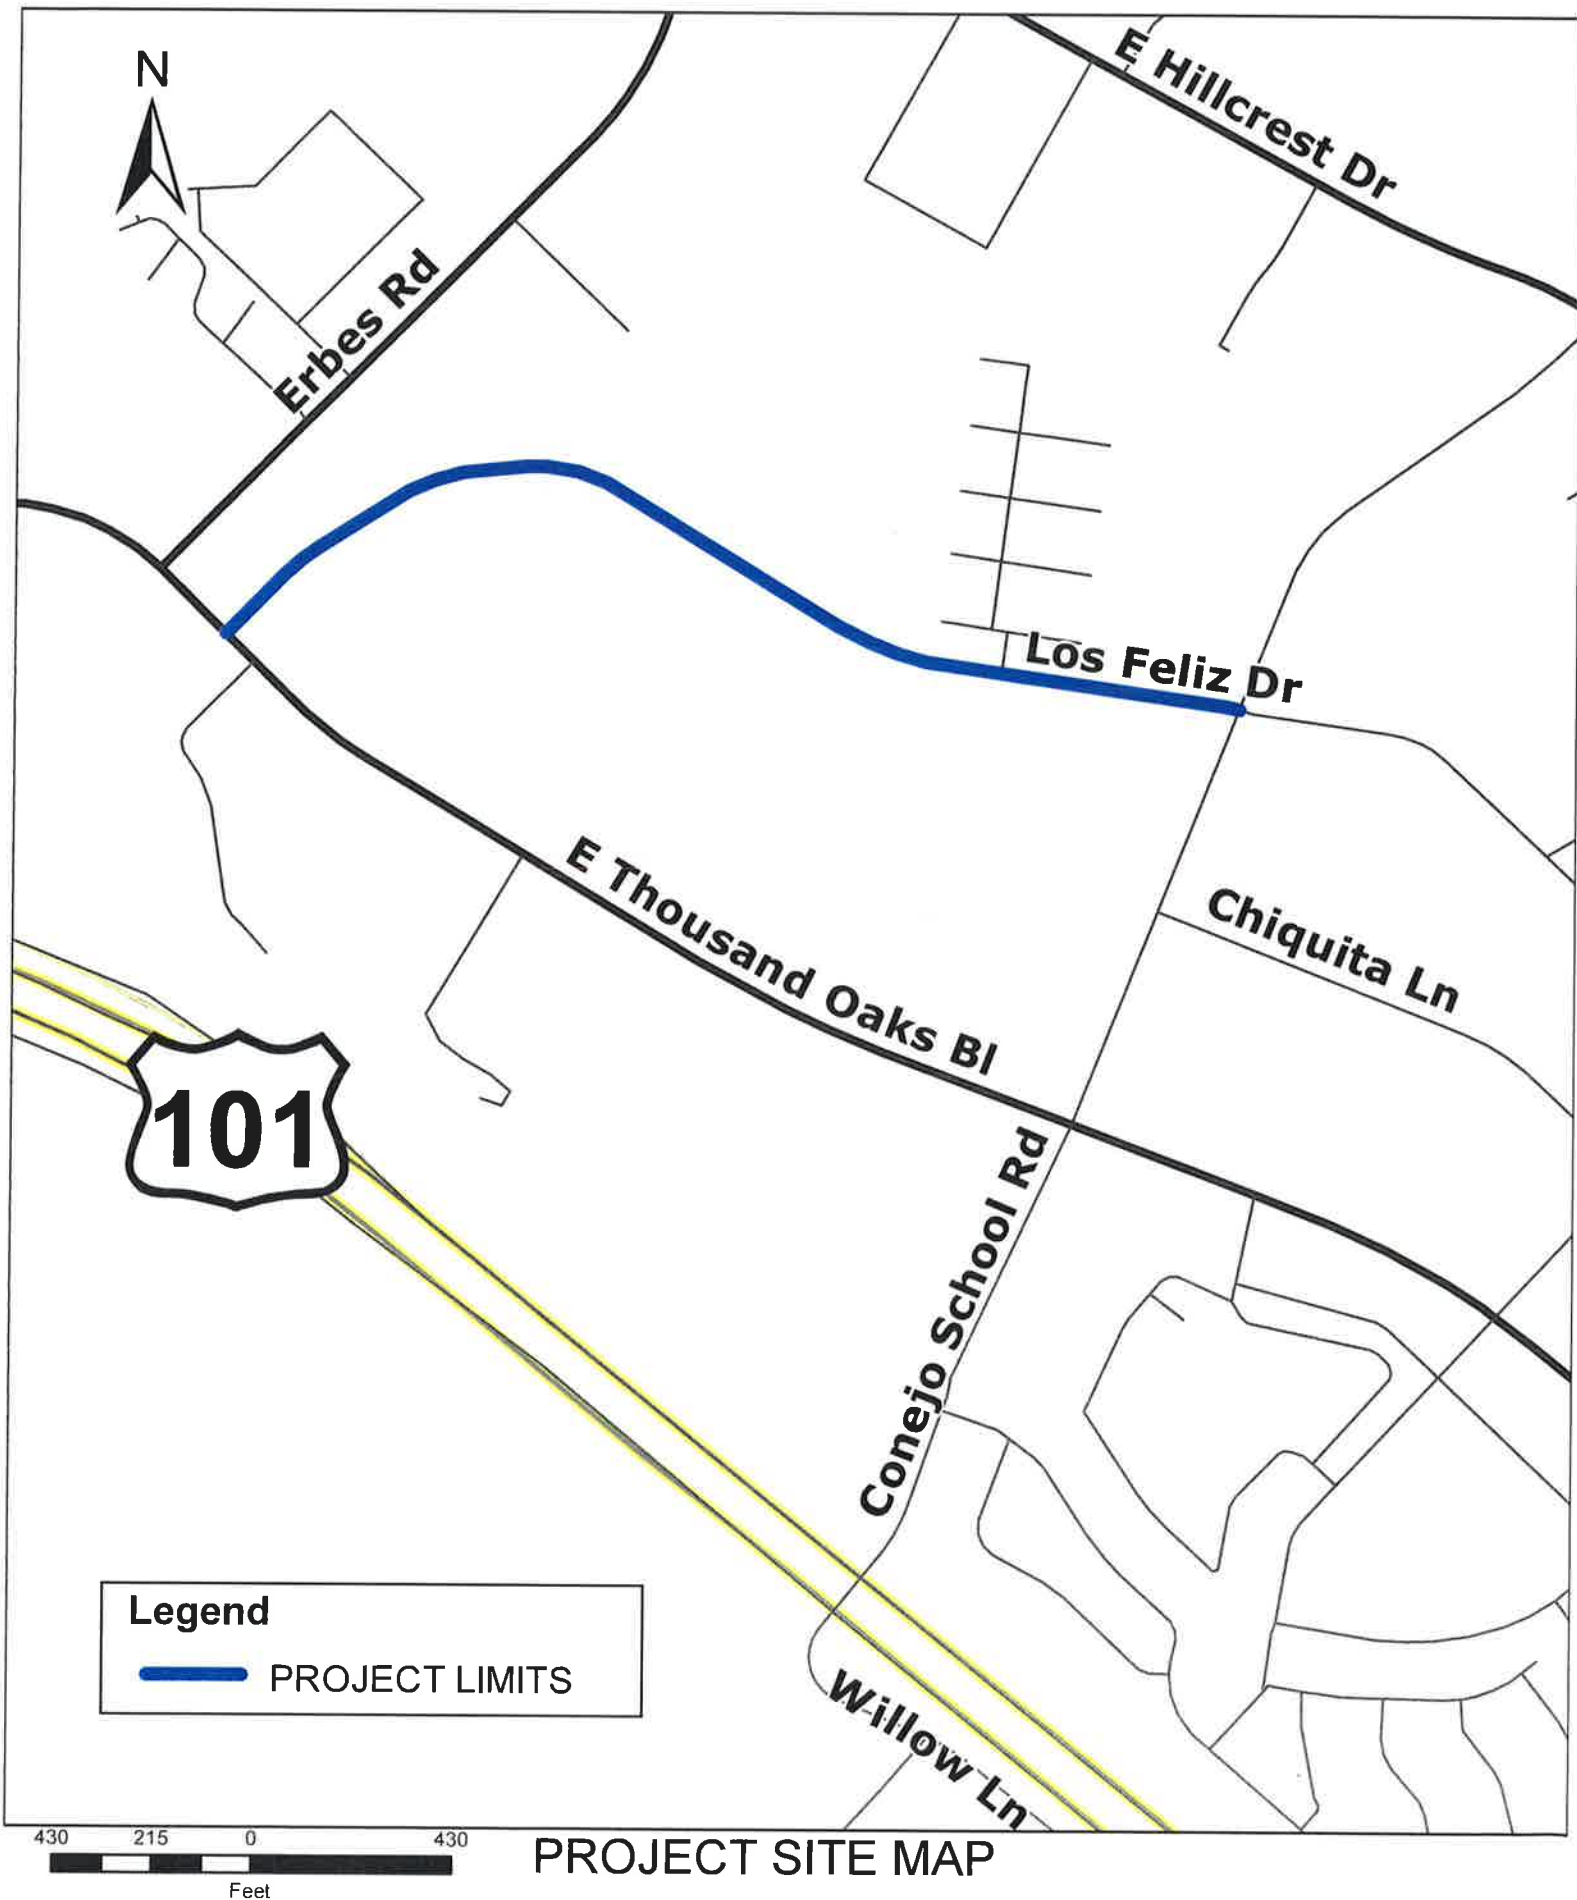 N
E Hillcrest Dr
Erbes Rd
Los Feliz Dr
Chiquita Ln
E Thousand Oaks Bl
101
Conejo School Rd
Willow Ln
Legend
PROJECT LIMITS
430 215 0 430
Feet
PROJECT SITE MAP